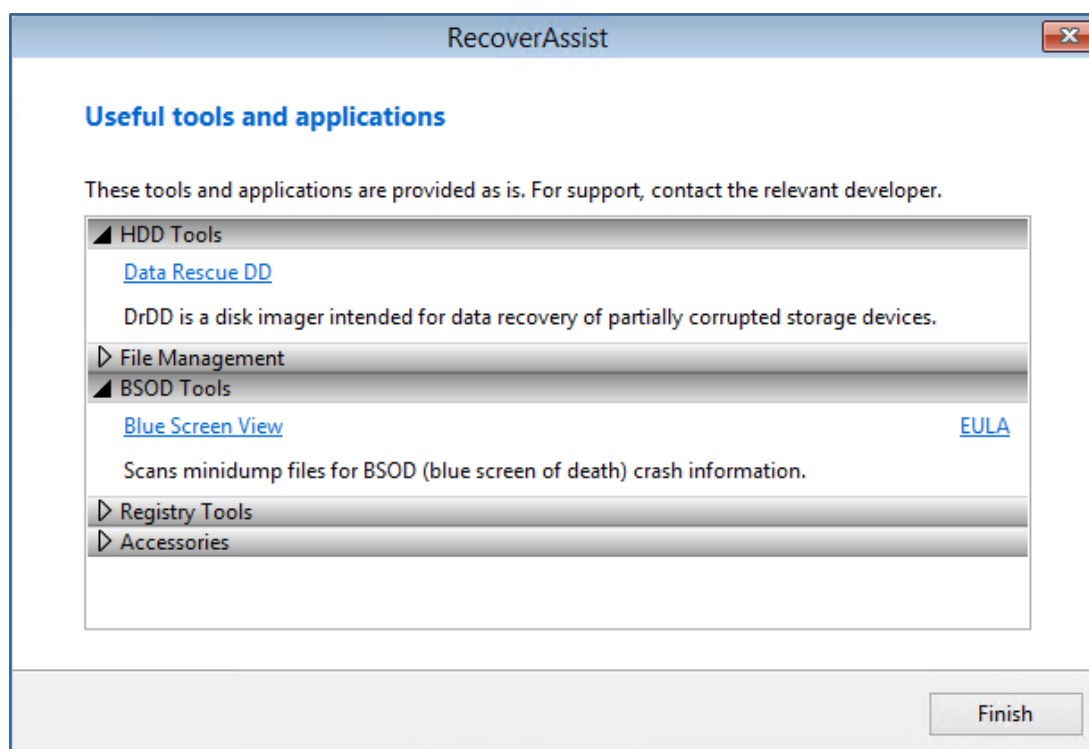 RecoverAssist
Useful tools and applications
These tools and applications are provided as is. For support, contact the relevant developer.
HDD Tools
Data Rescue DD
DrDD is a disk imager intended for data recovery of partially corrupted storage devices.
File Management
BSOD Tools
Blue Screen View EULA
Scans minidump files for BSOD (blue screen of death) crash information.
Registry Tools
Accessories
Finish